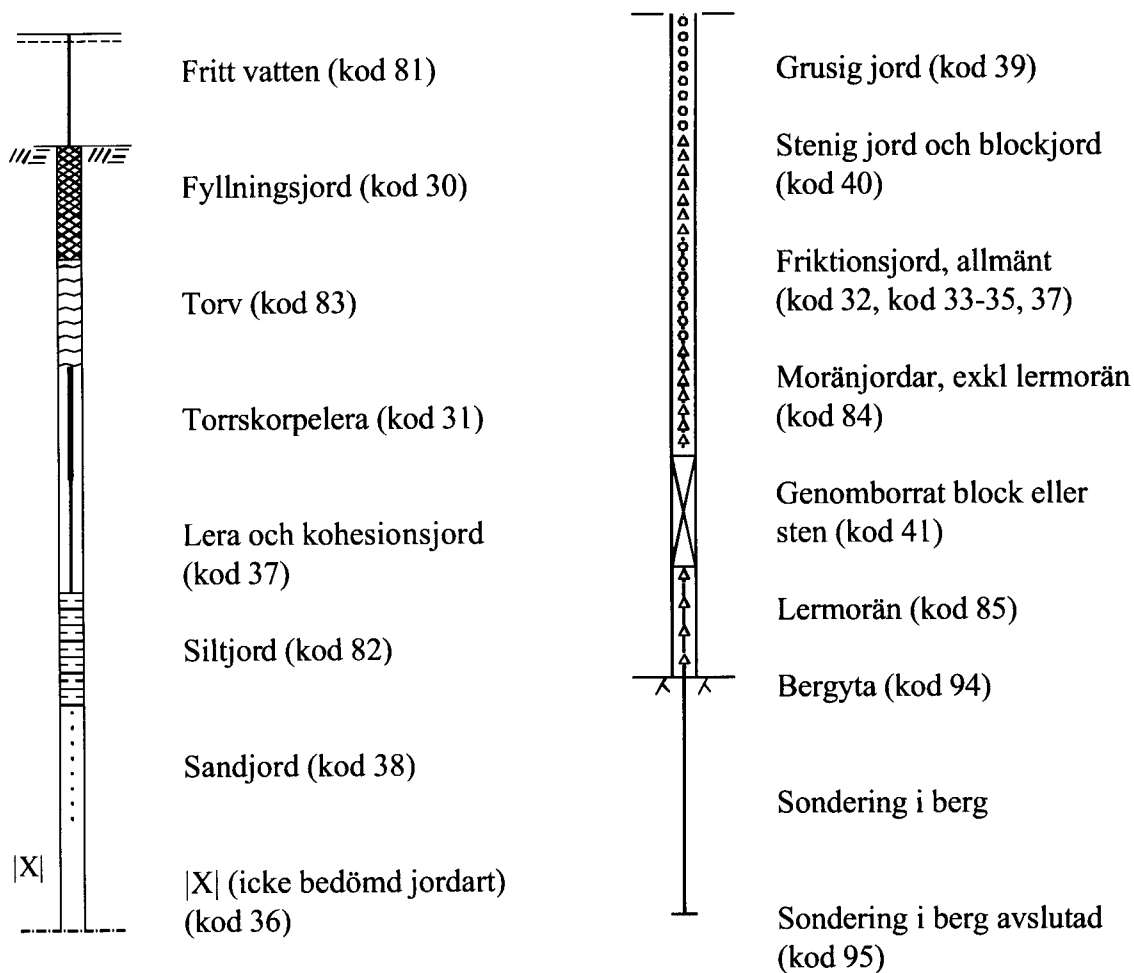 Fritt vatten (kod 81)
Fyllningsjord (kod 30)
Torv (kod 83)
Torrskorpelera (kod 31)
Lera och kohesionsjord
(kod 37)
Siltjord (kod 82)
Sandjord (kod 38)
|X|
|X| (icke bedömd jordart)
(kod 36)
Grusig jord (kod 39)
Stenig jord och blockjord
(kod 40)
Friktionsjord, allmänt
(kod 32, kod 33-35, 37)
Moränjordar, exkl lermorän
(kod 84)
Genomborrat block eller
sten (kod 41)
Lermorän (kod 85)
Bergyta (kod 94)
Sondering i berg
Sondering i berg avslutad
(kod 95)